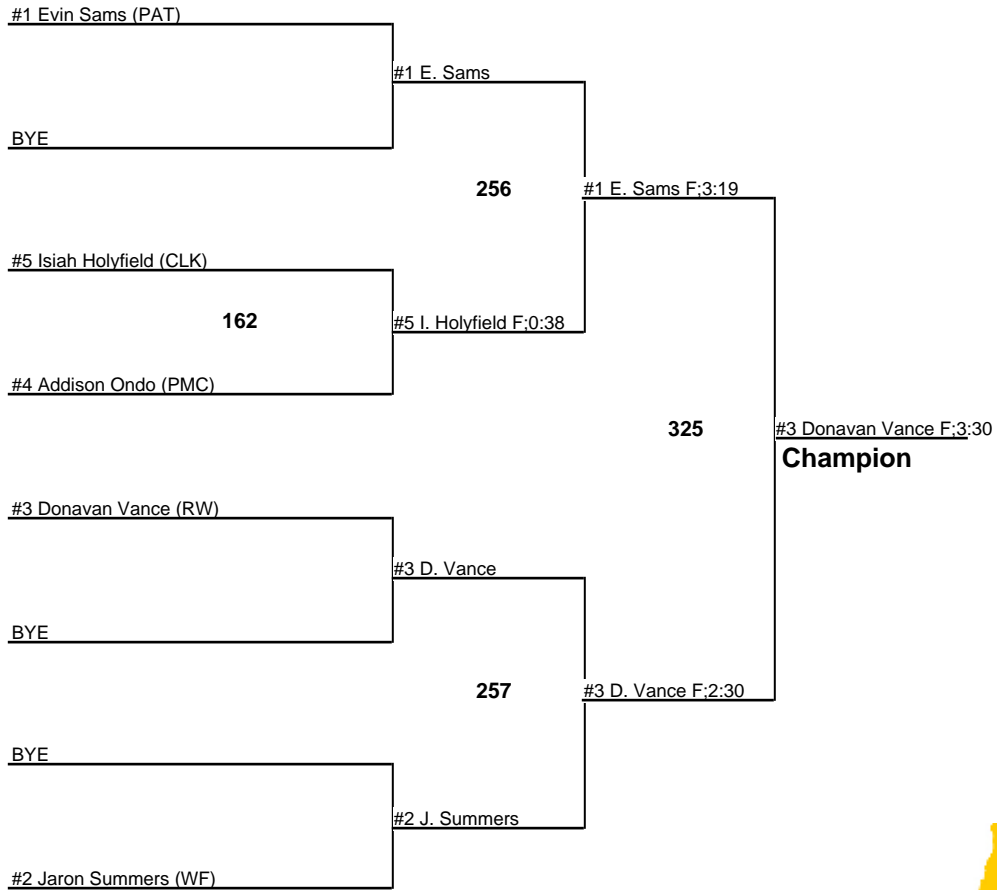 #1 Evin Sams (PAT)
#1 E. Sams
BYE
256
#1 E. Sams F;3:19
#5 Isiah Holyfield (CLK)
162
#5 I. Holyfield F;0:38
#4 Addison Ondo (PMC)
325
#3 Donavan Vance F;3:30
Champion
#3 Donavan Vance (RW)
#3 D. Vance
BYE
257
#3 D. Vance F;2:30
BYE
#2 J. Summers
#2 Jaron Summers (WF)